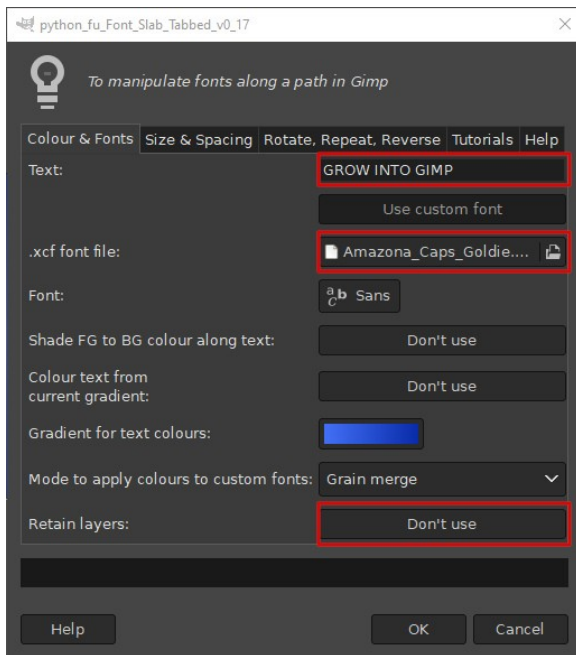 python_fu_Font_Slab_Tabbed_v0_17
To manipulate fonts along a path in Gimp
Colour & Fonts Size & Spacing Rotate, Repeat, Reverse Tutorials Help
Text: GROW INTO GIMP
Use custom font
.xcf font file: Amazona_Caps_Goldie....
Font: abc Sans
Shade FG to BG colour along text: Don't use
Colour text from
current gradient: Don't use
Gradient for text colours:
Mode to apply colours to custom fonts: Grain merge
Retain layers: Don't use
Help OK Cancel